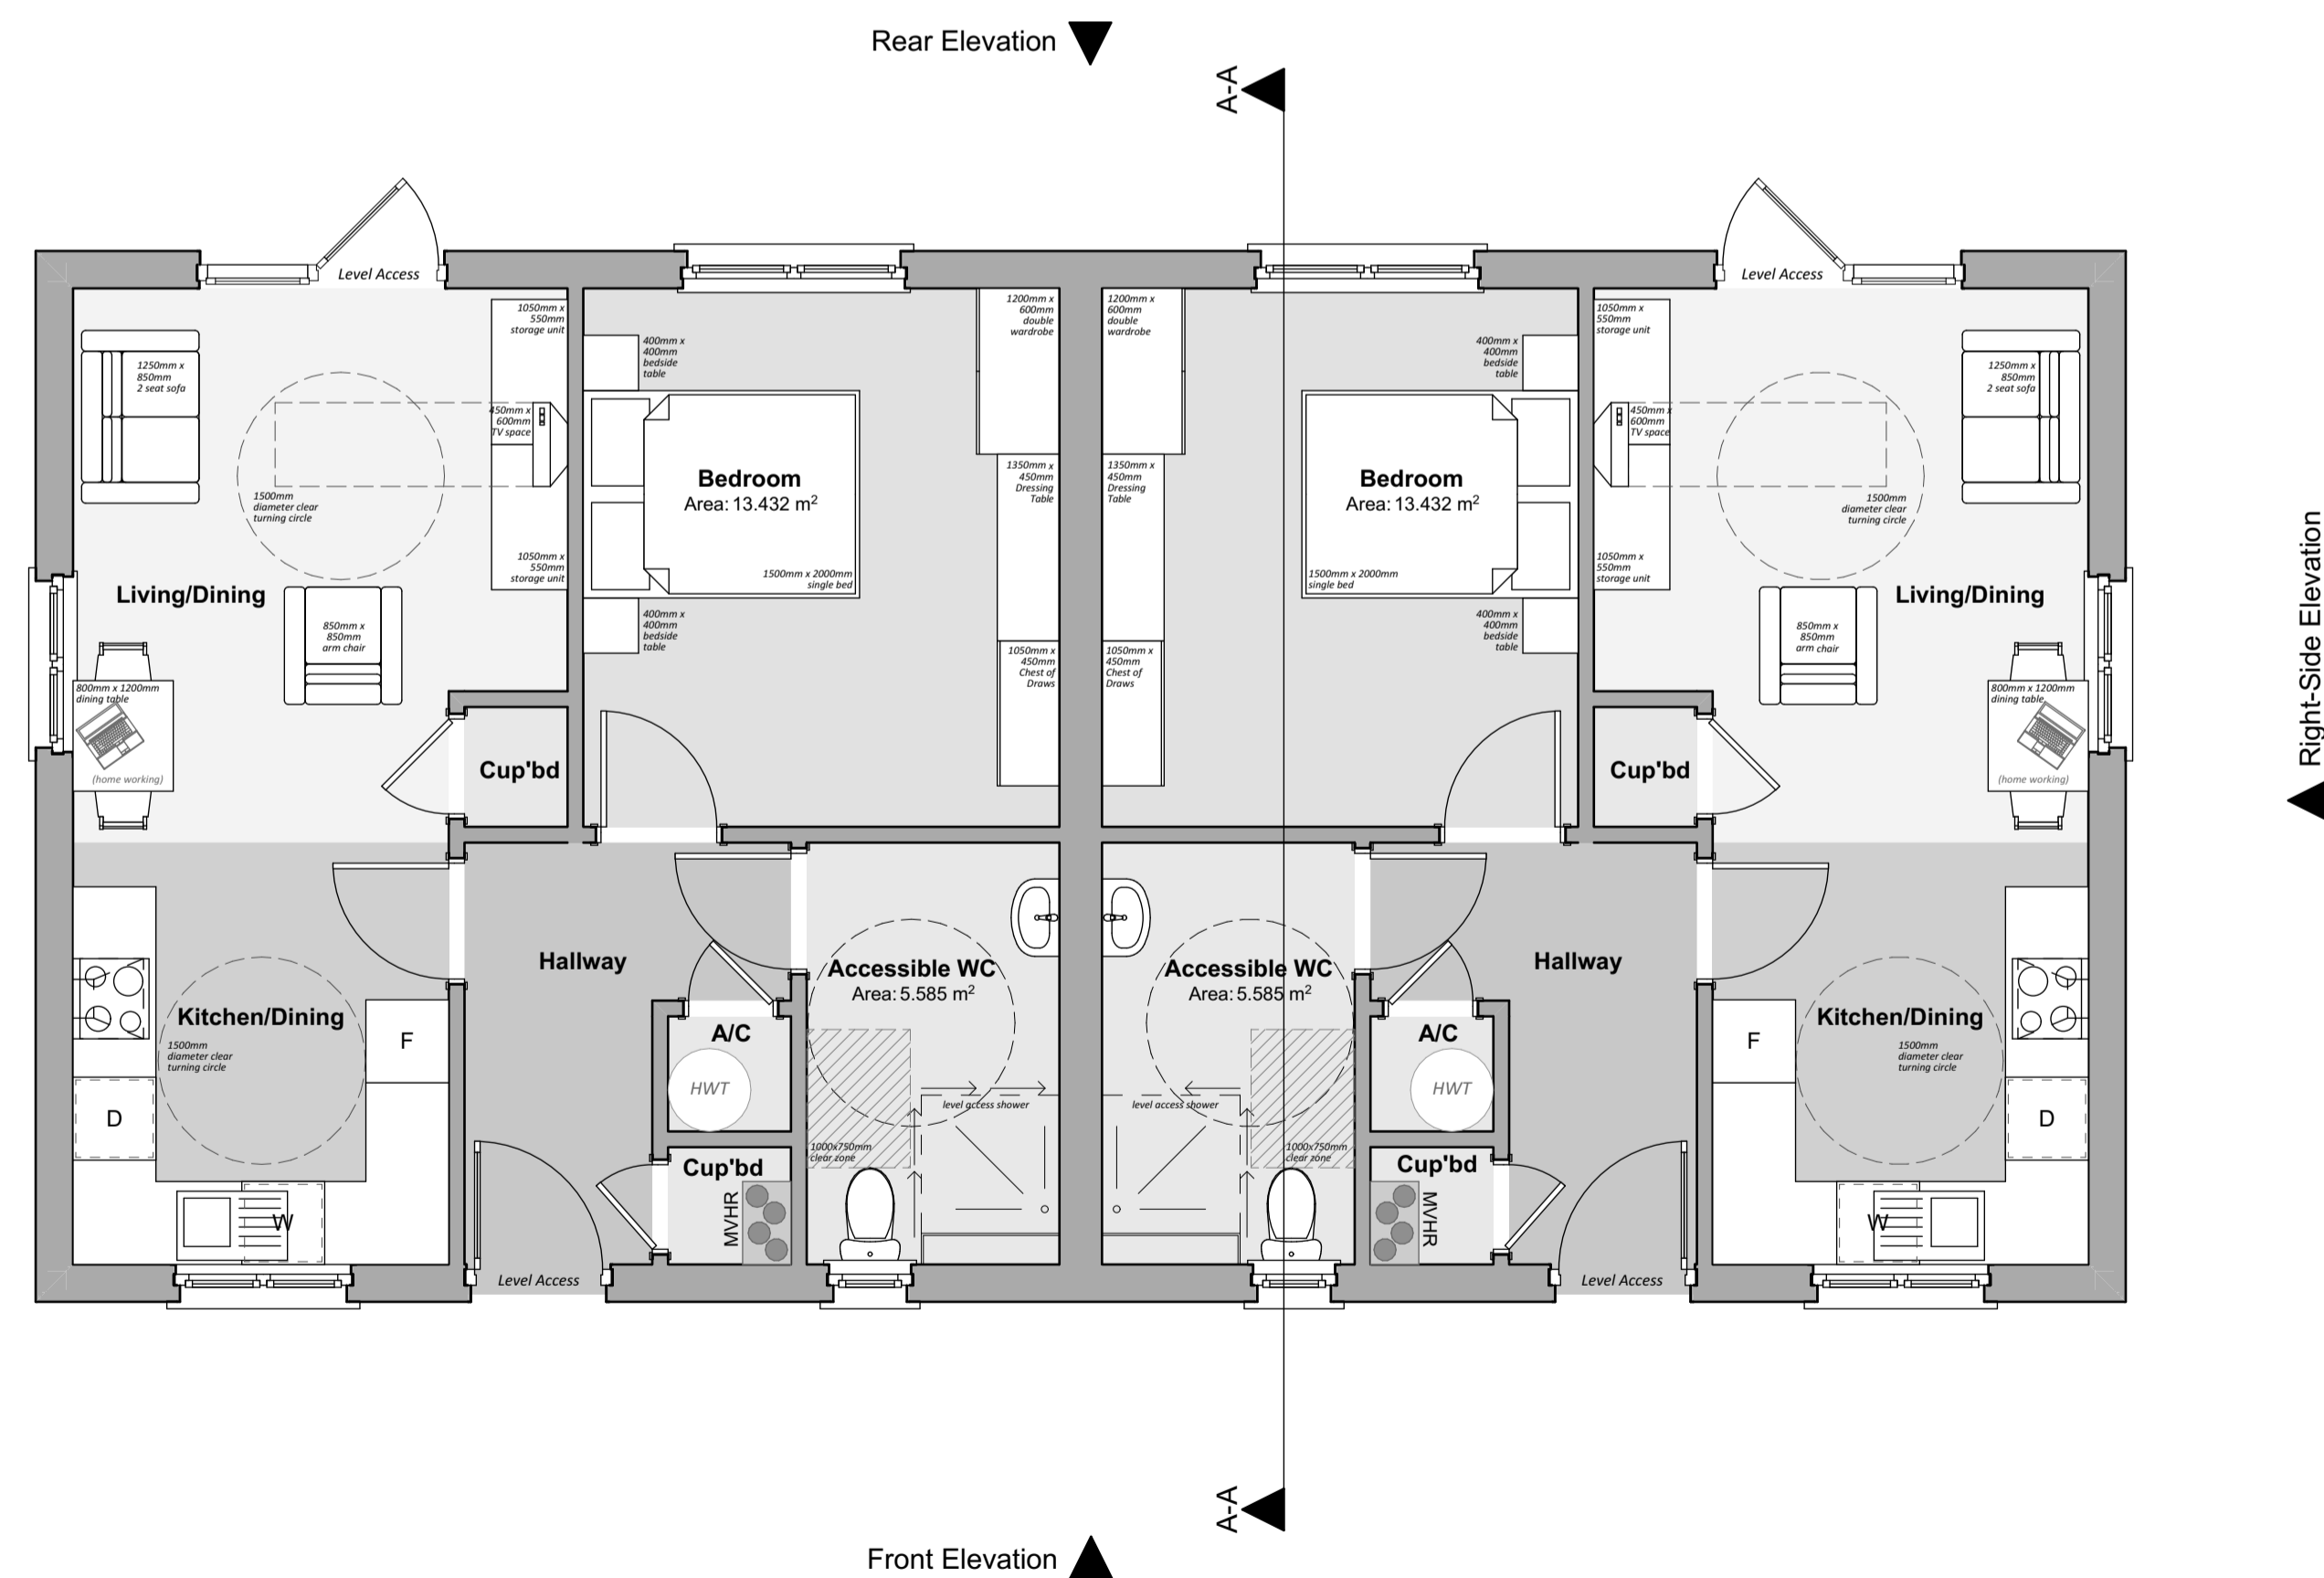 Rear Elevation
A-A
Level Access
Level Access
1250mm x
850mm
2 seat sofa
1050mm x
550mm
storage unit
450mm x
600mm
TV space
1500mm
diameter clear
turning circle
1050mm x
550mm
storage unit
Living/Dining
850mm x
850mm
arm chair
800mm x 1200mm
dining table
(home working)
Cup'bd
400mm x
400mm
bedside
table
Bedroom
Area: 13.432 m²
1500mm x 2000mm
single bed
400mm x
400mm
bedside
table
1200mm x
600mm
double
wardrobe
1350mm x
450mm
Dressing
Table
1050mm x
450mm
Chest of
Draws
1200mm x
600mm
double
wardrobe
1350mm x
450mm
Dressing
Table
1050mm x
450mm
Chest of
Draws
400mm x
400mm
bedside
table
Bedroom
Area: 13.432 m²
1500mm x 2000mm
single bed
400mm x
400mm
bedside
table
1050mm x
550mm
storage unit
450mm x
600mm
TV space
1050mm x
550mm
storage unit
1250mm x
850mm
2 seat sofa
1500mm
diameter clear
turning circle
Living/Dining
850mm x
850mm
arm chair
800mm x 1200mm
dining table
(home working)
Cup'bd
Right-Side Elevation
Kitchen/Dining
1500mm
diameter clear
turning circle
F
D
W
Hallway
Level Access
A/C
HWT
Cup'bd
MVHR
Accessible WC
Area: 5.585 m²
level access shower
1000x750mm
clear zone
Accessible WC
Area: 5.585 m²
level access shower
1000x750mm
clear zone
A/C
HWT
Cup'bd
MVHR
Hallway
Level Access
Kitchen/Dining
1500mm
diameter clear
turning circle
F
D
W
A-A
Front Elevation